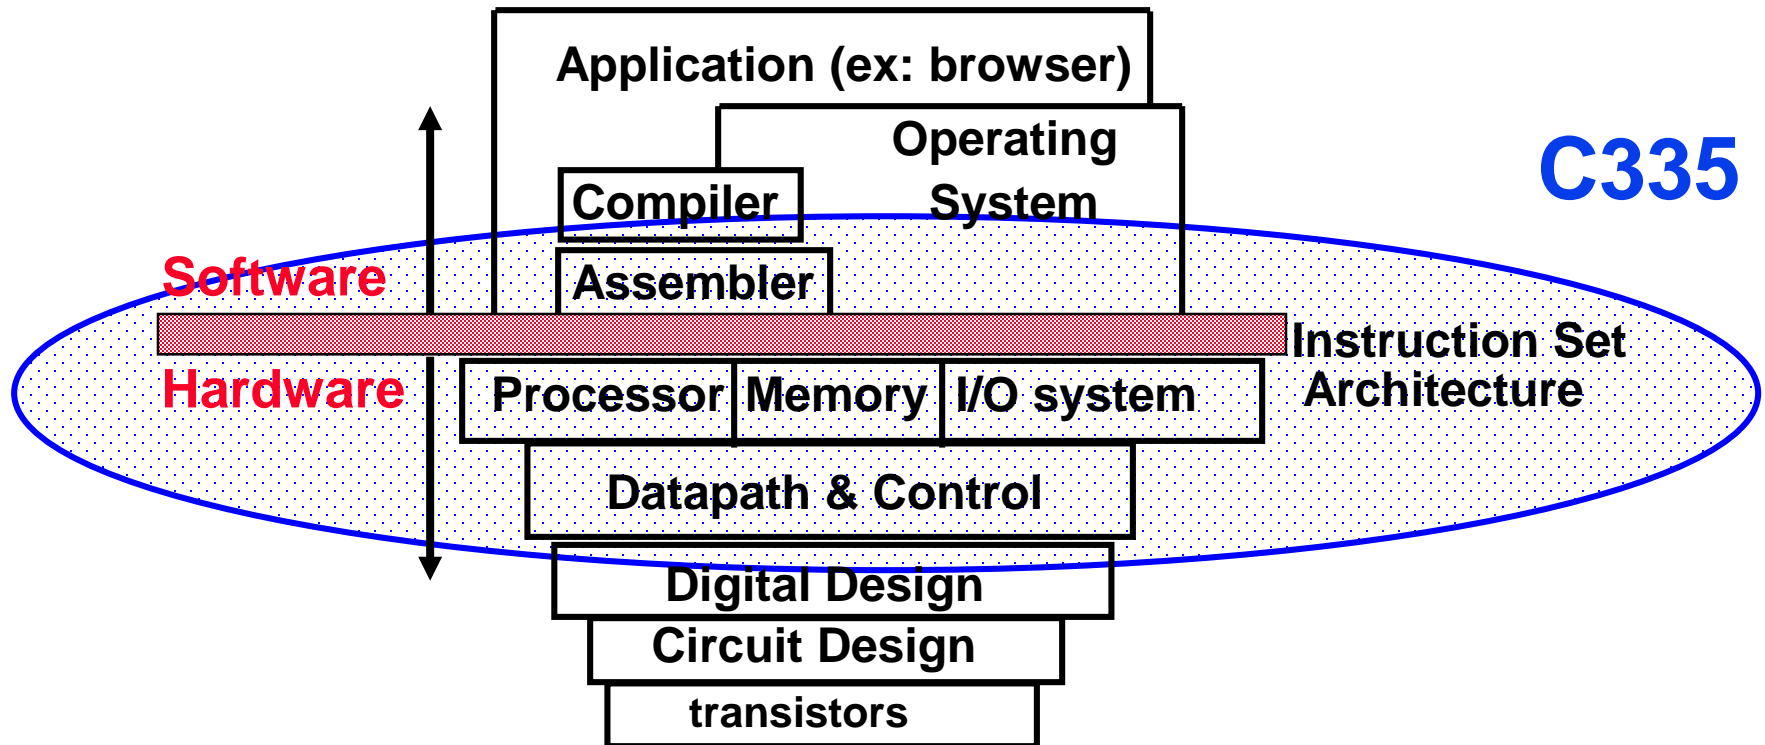 Application (ex: browser)
Operating
System
C335
Compiler
Software
Assembler
Instruction Set
Architecture
Hardware
Processor
Memory
I/O system
Datapath & Control
Digital Design
Circuit Design
transistors